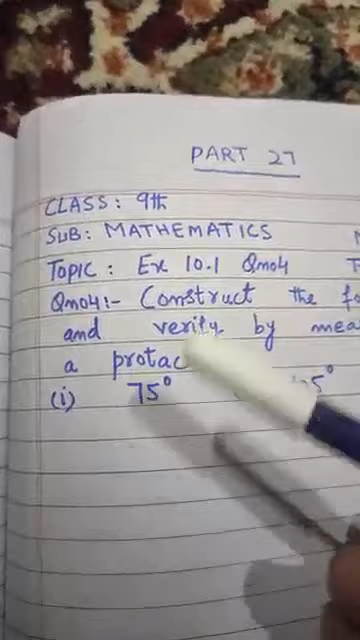 PART 27
CLASS: 9th
SUB: MATHEMATICS
TOPIC: Ex 10.1 Qno4
Qno4:- Construct the
and verify by
a
(i) 75°